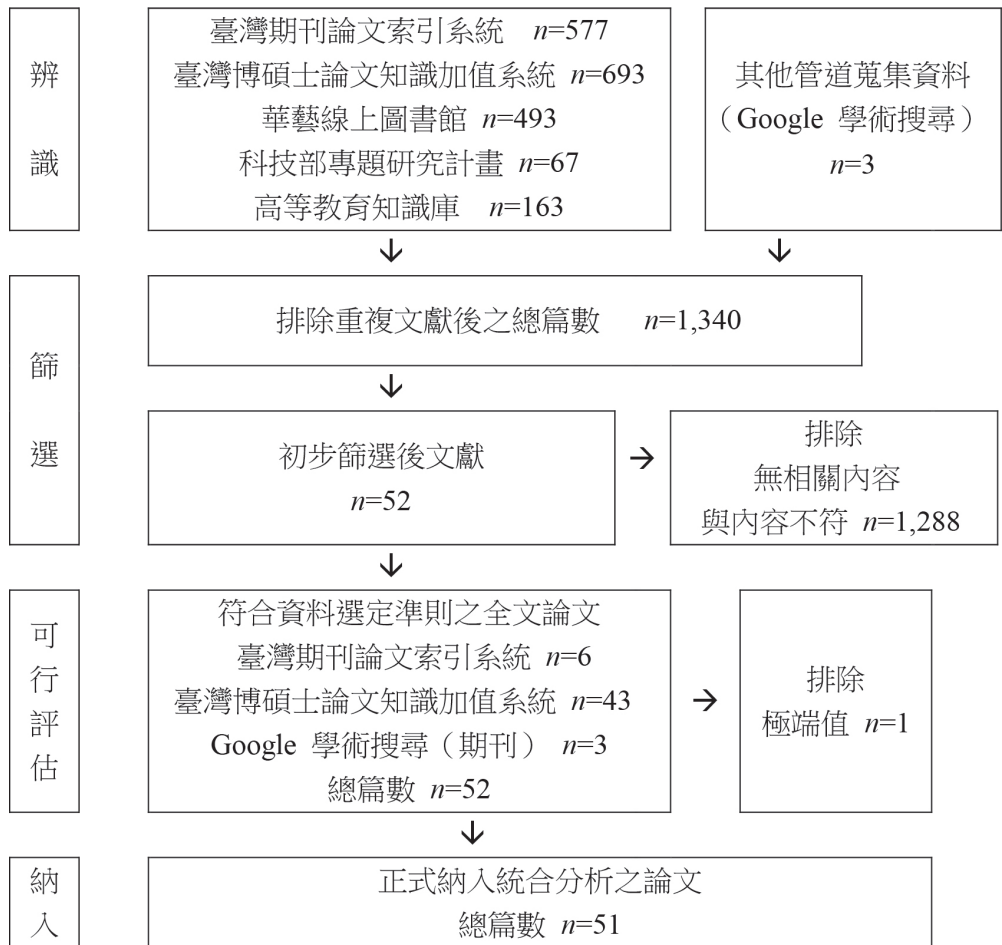 辨識
臺灣期刊論文索引系統 n=577
臺灣博碩士論文知識加值系統 n=693
華藝線上圖書館 n=493
科技部專題研究計畫 n=67
高等教育知識庫 n=163
其他管道蒐集資料
（Google 學術搜尋）
n=3
篩選
排除重複文獻後之總篇數 n=1,340
初步篩選後文獻
n=52
排除
無相關內容
與內容不符 n=1,288
可行評估
符合資料選定準則之全文論文
臺灣期刊論文索引系統 n=6
臺灣博碩士論文知識加值系統 n=43
Google 學術搜尋（期刊） n=3
總篇數 n=52
排除
極端值 n=1
納入
正式納入統合分析之論文
總篇數 n=51